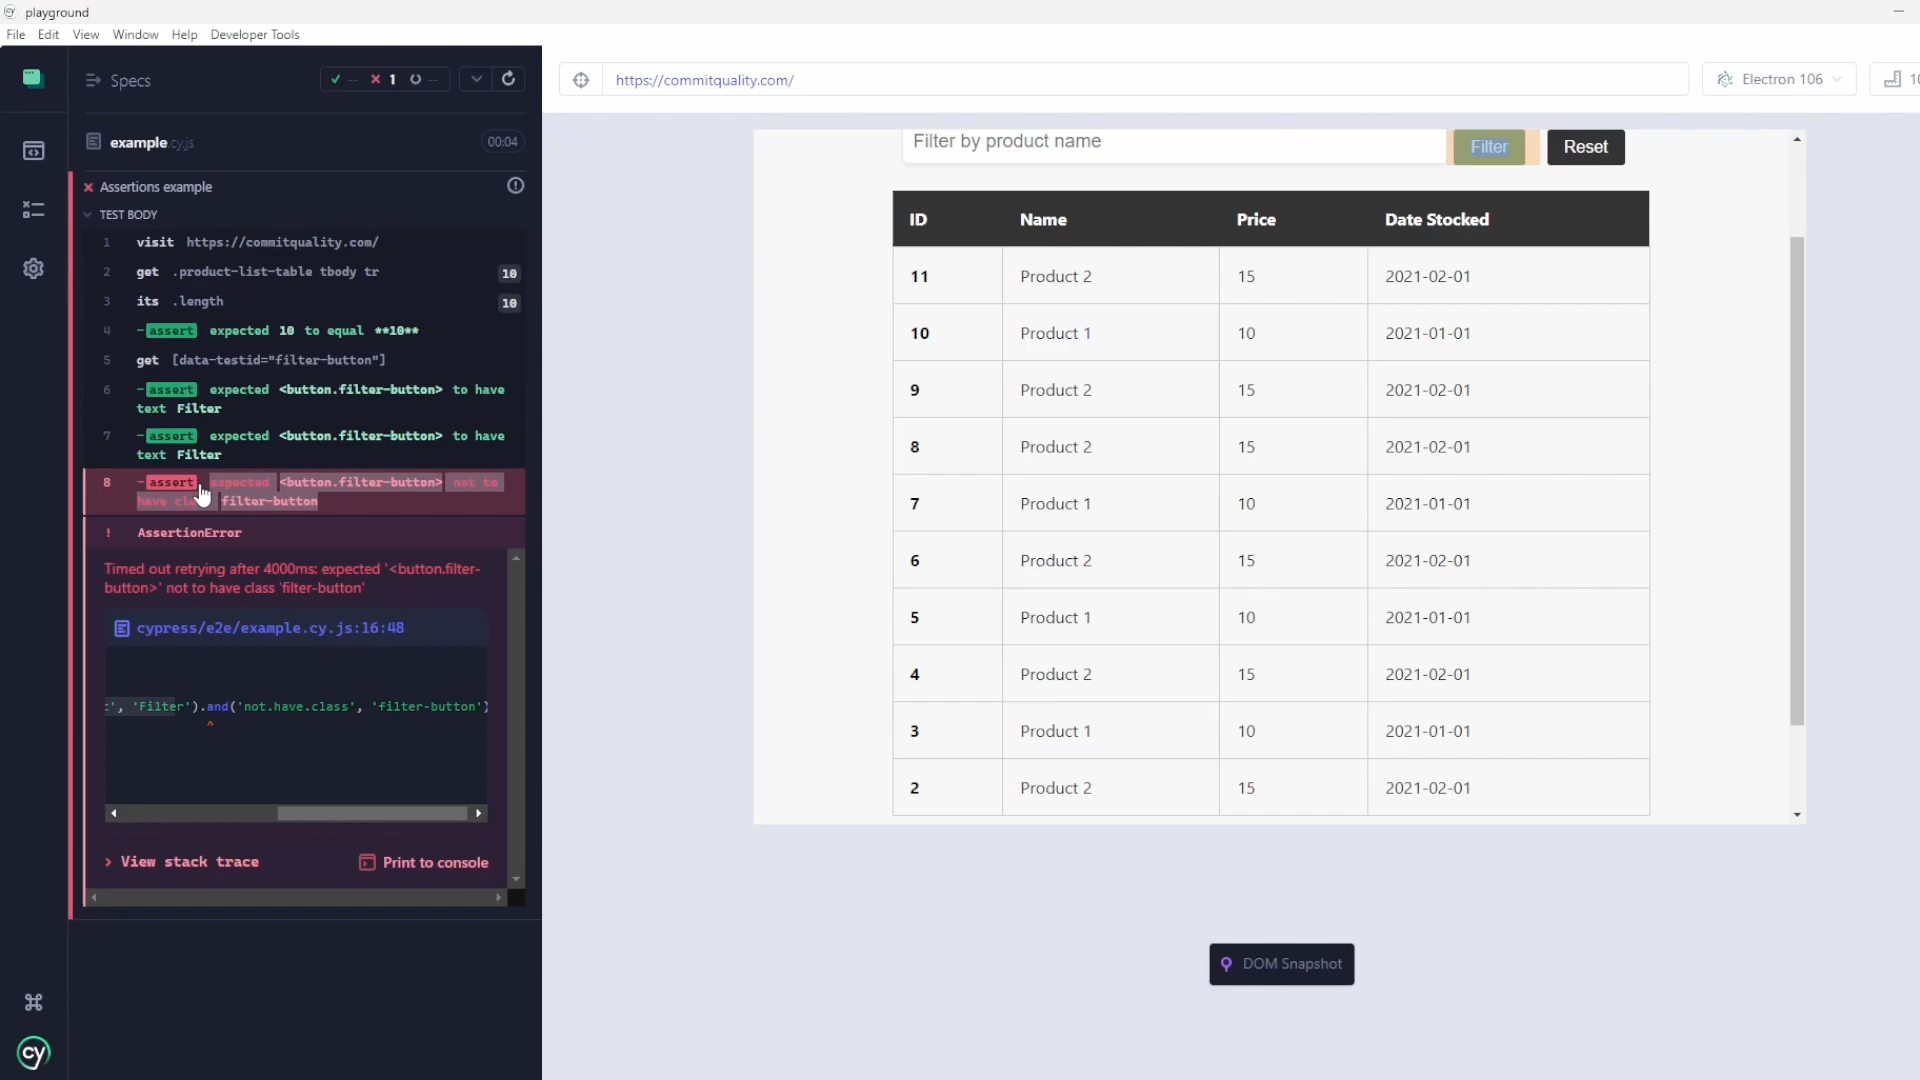 playground
File Edit View Window Help Developer Tools
Specs
-- 1 --
https://commitquality.com/
Electron 106
10
example.cy.js
00:04
Assertions example
TEST BODY
1 visit https://commitquality.com/
2 get .product-list-table tbody tr 10
3 its .length 10
4 -assert expected 10 to equal **10**
5 get [data-testid="filter-button"]
6 -assert expected <button.filter-button> to have
text Filter
7 -assert expected <button.filter-button> to have
text Filter
8 -assert expected <button.filter-button> not to
have cl filter-button
! AssertionError
Timed out retrying after 4000ms: expected '<button.filter-
button>' not to have class 'filter-button'
cypress/e2e/example.cy.js:16:48
', 'Filter').and('not.have.class', 'filter-button')
^
> View stack trace
Print to console
cy
Filter by product name
Filter
Reset
ID Name Price Date Stocked
11 Product 2 15 2021-02-01
10 Product 1 10 2021-01-01
9 Product 2 15 2021-02-01
8 Product 2 15 2021-02-01
7 Product 1 10 2021-01-01
6 Product 2 15 2021-02-01
5 Product 1 10 2021-01-01
4 Product 2 15 2021-02-01
3 Product 1 10 2021-01-01
2 Product 2 15 2021-02-01
DOM Snapshot